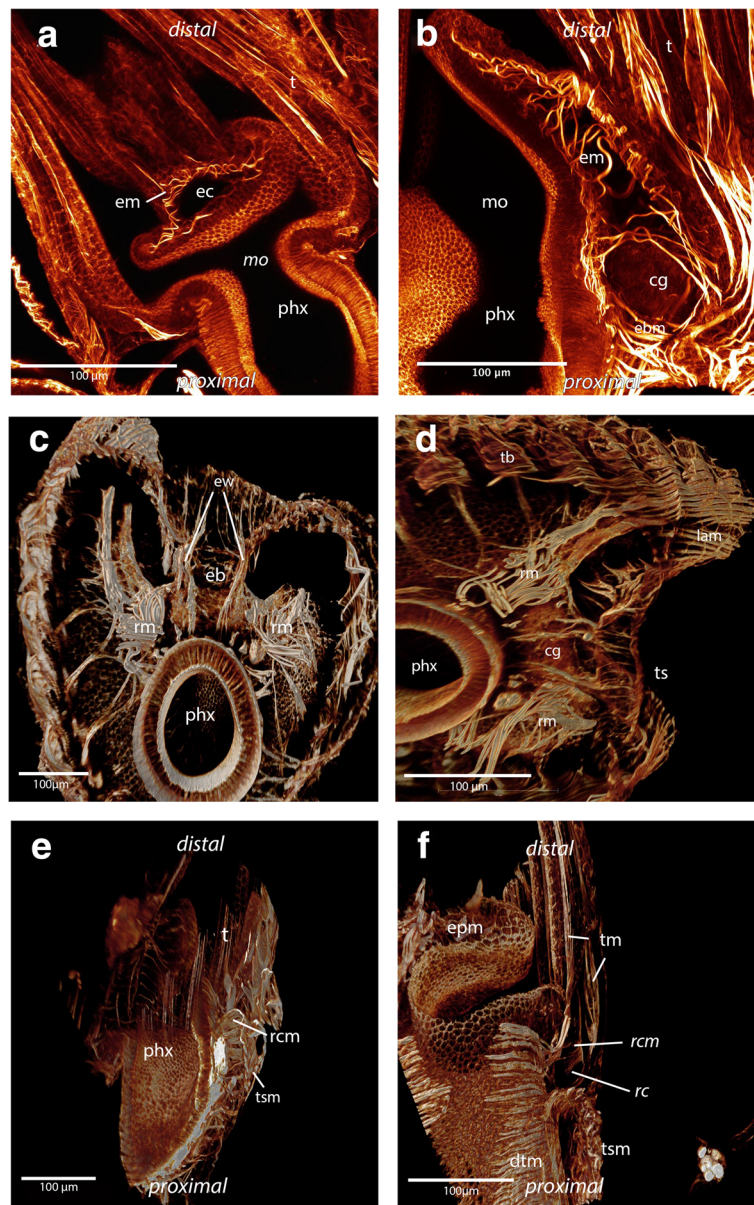 a
distal
t
em
ec
mo
phx
100 µm
proximal
b
distal
t
em
mo
cg
phx
ebm
100 µm
proximal
c
ew
eb
rm
rm
phx
100µm
d
tb
lam
rm
phx
cg
ts
rm
100 µm
e
distal
t
rcm
phx
tsm
100 µm
proximal
f
distal
epm
tm
rcm
rc
tsm
dtm
100µm
proximal